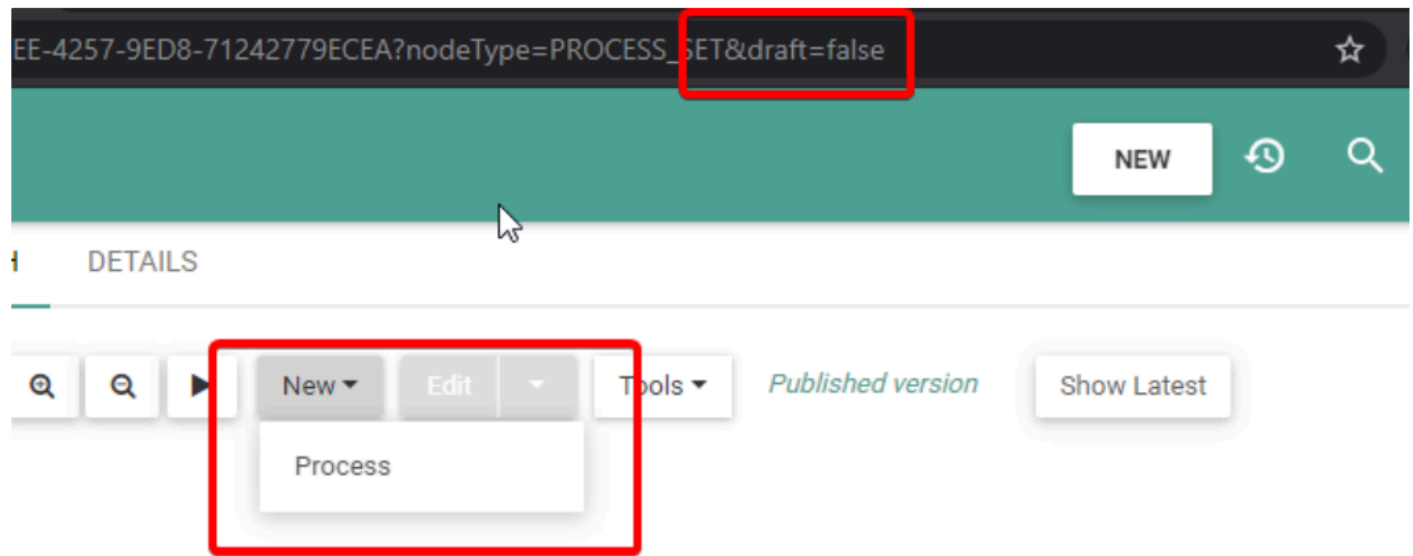 EE-4257-9ED8-71242779ECEA?nodeType=PROCESS_SET&draft=false
NEW
DETAILS
New Edit Tools Published version Show Latest
Process